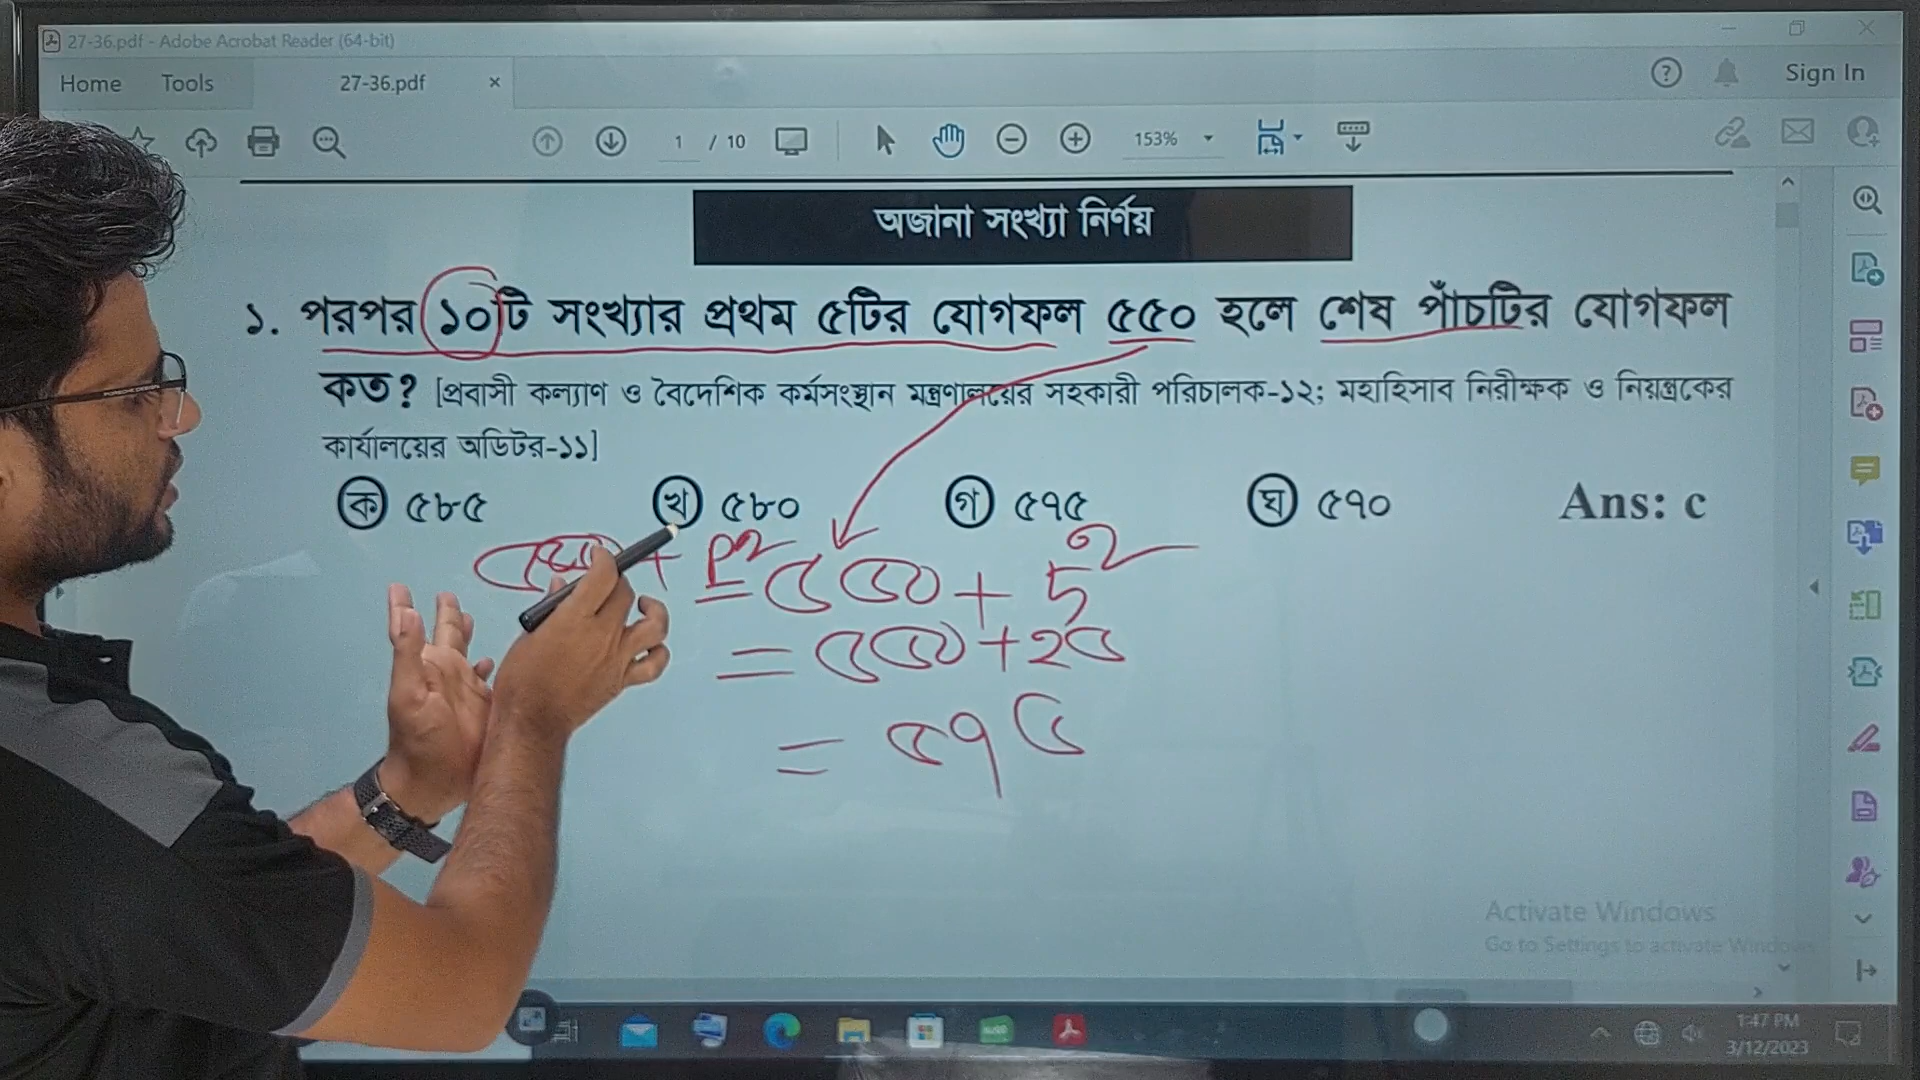 27-36.pdf - Adobe Acrobat Reader (64-bit)
Home Tools 27-36.pdf × Sign In
1 / 10 153%
অজানা সংখ্যা নির্ণয়
১. পরপর ১০টি সংখ্যার প্রথম ৫টির যোগফল ৫৫০ হলে শেষ পাঁচটির যোগফল
কত? [প্রবাসী কল্যাণ ও বৈদেশিক কর্মসংস্থান মন্ত্রণালয়ের সহকারী পরিচালক-১২; মহাহিসাব নিরীক্ষক ও নিয়ন্ত্রকের
কার্যালয়ের অডিটর-১১]
ক ৫৮৫ খ ৫৮০ গ ৫৭৫ ঘ ৫৭০ Ans: c
৫৫০ + 5²
= ৫৫০ + ২৫
= ৫৭৫
Activate Windows
Go to Settings to activate Windows
1:47 PM
3/12/2023